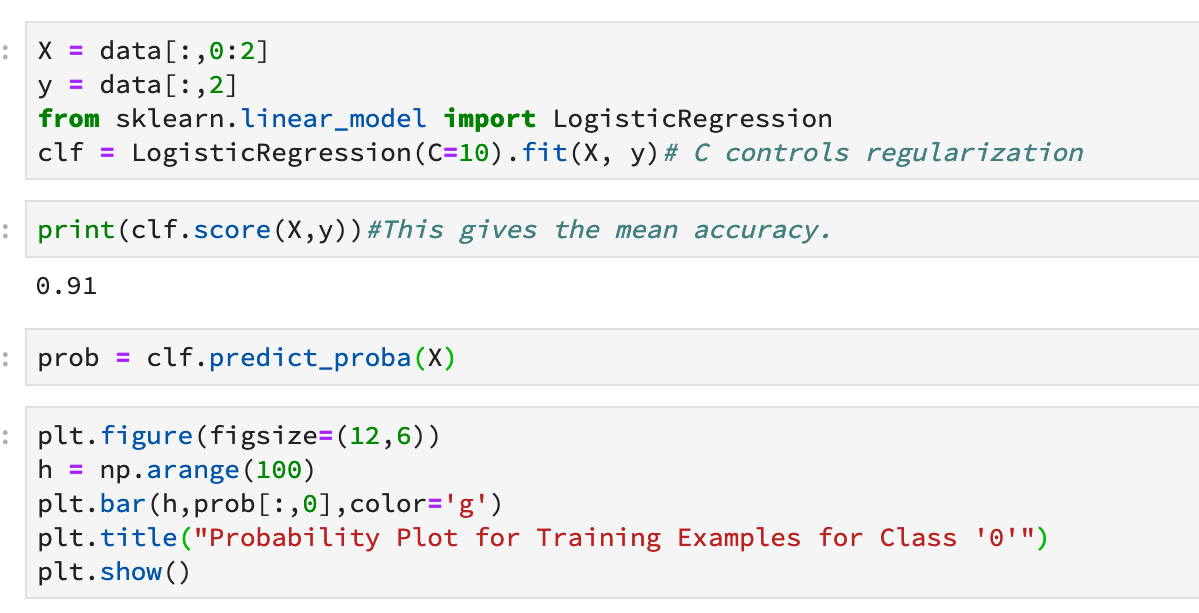 :
X = data[:,0:2]
y = data[:,2]
from sklearn.linear_model import LogisticRegression
clf = LogisticRegression(C=10).fit(X, y)# C controls regularization
:
print(clf.score(X,y))#This gives the mean accuracy.
0.91
:
prob = clf.predict_proba(X)
:
plt.figure(figsize=(12,6))
h = np.arange(100)
plt.bar(h,prob[:,0],color='g')
plt.title("Probability Plot for Training Examples for Class '0'")
plt.show()